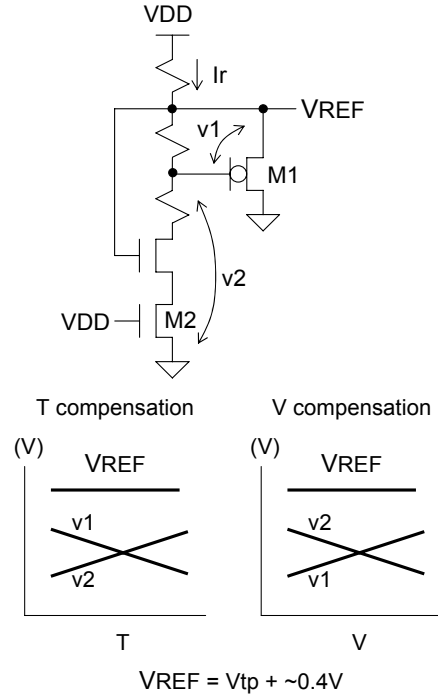 VDD
Ir
VREF
v1
M1
v2
VDD
M2
T compensation
V compensation
(V)
VREF
v1
v2
T
(V)
VREF
v2
v1
V
VREF = Vtp + ~0.4V